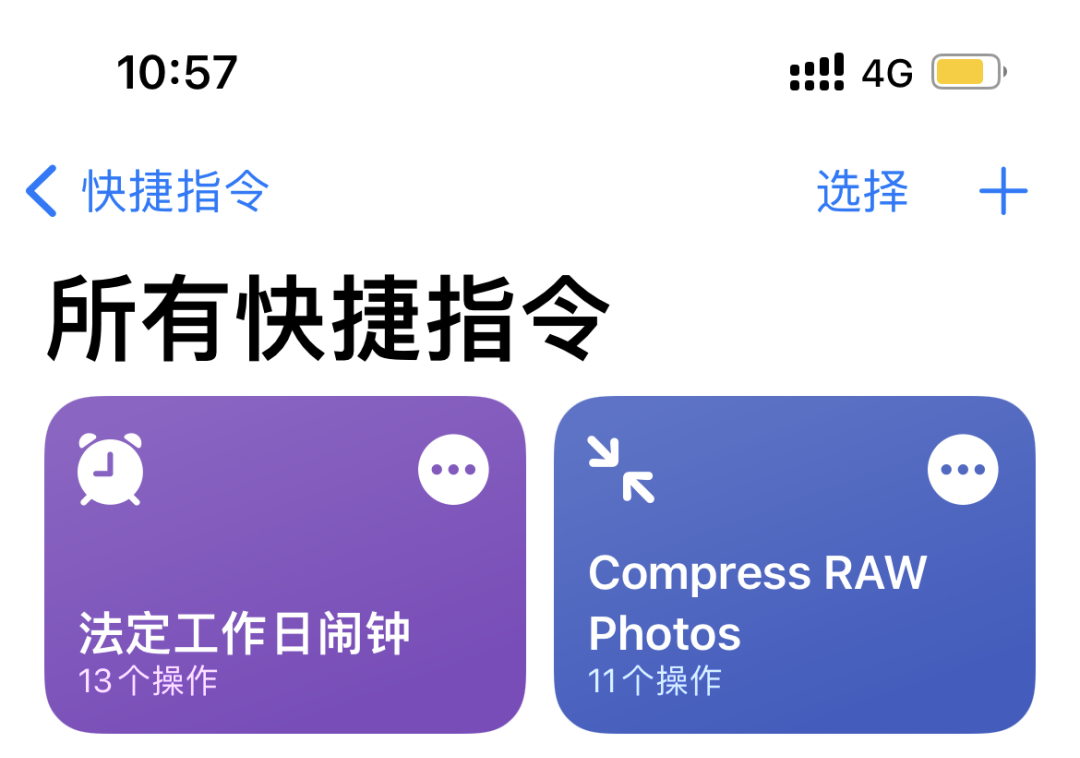 10:57 4G
快捷指令 选择
所有快捷指令
法定工作日闹钟
13个操作
Compress RAW
Photos
11个操作